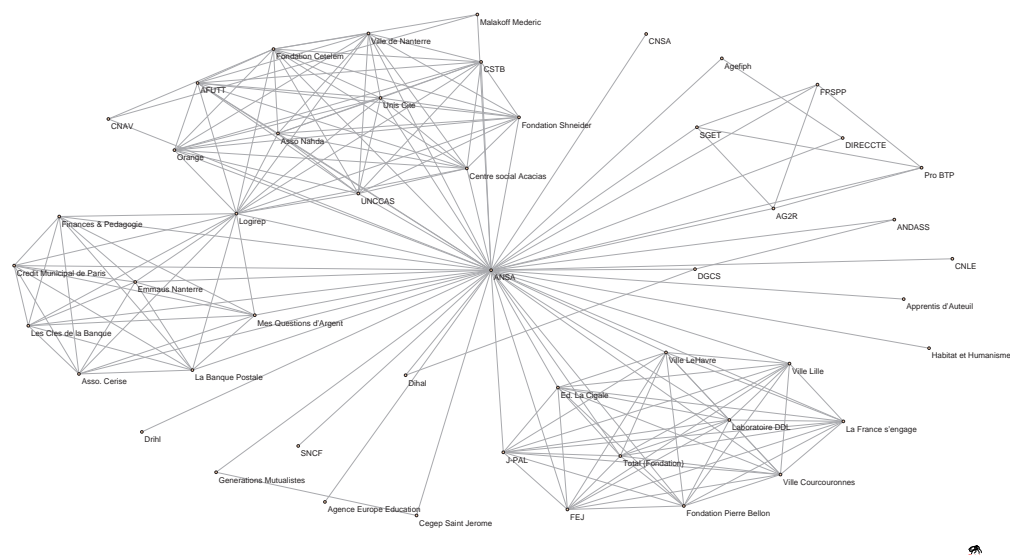 Malakoff Mederic
Ville de Nanterre
CNSA
Fondation Cetelem
Agefiph
CSTB
AFUTT
FPSPP
Unis Cite
CNAV
Fondation Shneider
SGET
Asso Nahda
DIRECCTE
Orange
Centre social Acacias
Pro BTP
UNCCAS
AG2R
Logirep
Finances & Pedagogie
ANDASS
CNLE
Credit Municipal de Paris
ANSA
DGCS
Emmaus Nanterre
Apprentis d'Auteuil
Mes Questions d'Argent
Les Cles de la Banque
Habitat et Humanisme
Ville LeHavre
Ville Lille
La Banque Postale
Asso. Cerise
Dihal
Ed. La Cigale
Laboratoire DDL
La France s'engage
Drihl
SNCF
J-PAL
Total (Fondation)
Generations Mutualistes
Ville Courcouronnes
Agence Europe Education
Fondation Pierre Bellon
FEJ
Cegep Saint Jerome